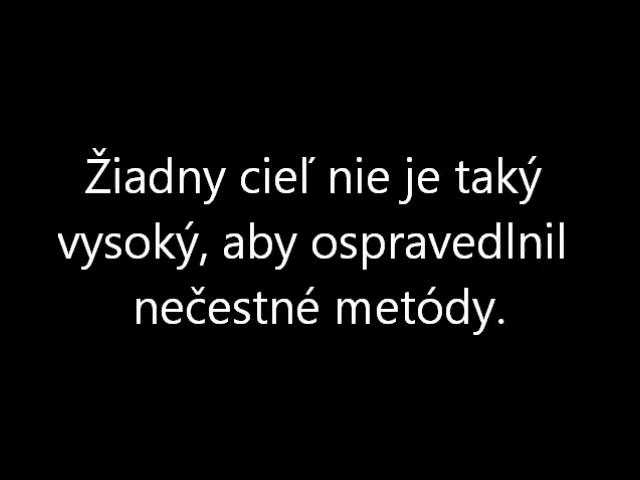 Žiadny cieľ nie je taký
vysoký, aby ospravedlnil
nečestné metódy.